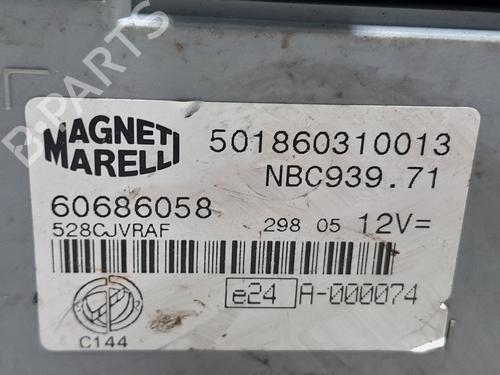 B-PARTS
MAGNETI MARELLI
501860310013
NBC939.71
60686058
528CJVRAF
298 05 12V=
e24 A-000074
C144